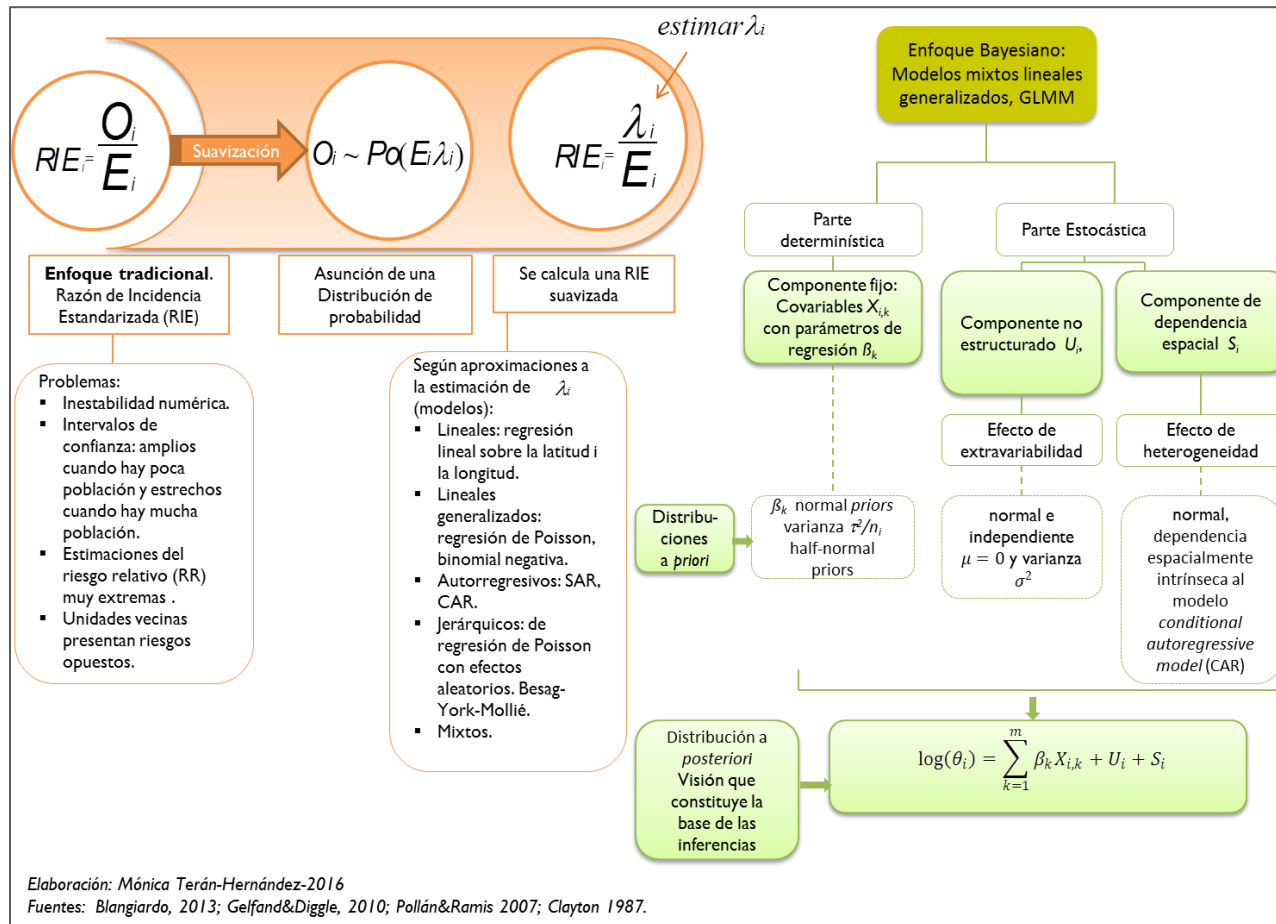 estimar λi
RIEi = Oi / Ei
Suavización
Oi ~ Po(Eiλi)
RIEi = λi / Ei
Enfoque tradicional.
Razón de Incidencia
Estandarizada (RIE)
Asunción de una
Distribución de
probabilidad
Se calcula una RIE
suavizada
Problemas:
▪ Inestabilidad numérica.
▪ Intervalos de
confianza: amplios
cuando hay poca
población y estrechos
cuando hay mucha
población.
▪ Estimaciones del
riesgo relativo (RR)
muy extremas .
▪ Unidades vecinas
presentan riesgos
opuestos.
Según aproximaciones a
la estimación de λi
(modelos):
▪ Lineales: regresión
lineal sobre la latitud i
la longitud.
▪ Lineales
generalizados:
regresión de Poisson,
binomial negativa.
▪ Autorregresivos: SAR,
CAR.
▪ Jerárquicos: de
regresión de Poisson
con efectos
aleatorios. Besag-
York-Mollié.
▪ Mixtos.
Enfoque Bayesiano:
Modelos mixtos lineales
generalizados, GLMM
Parte
determinística
Parte Estocástica
Componente fijo:
Covariables Xi,k
con parámetros de
regresión ßk
Componente no
estructurado Ui,
Componente de
dependencia
espacial Si
Efecto de
extravariabilidad
Efecto de
heterogeneidad
Distribu-
ciones
a priori
ßk normal priors
varianza τ²/ni
half-normal
priors
normal e
independiente
μ = 0 y varianza
σ²
normal,
dependencia
espacialmente
intrínseca al
modelo
conditional
autoregressive
model (CAR)
Distribución a
posteriori
Visión que
constituye la
base de las
inferencias
log(θi) = ∑ᵐk=1 βkXi,k + Ui + Si
Elaboración: Mónica Terán-Hernández-2016
Fuentes: Blangiardo, 2013; Gelfand&Diggle, 2010; Pollán&Ramis 2007; Clayton 1987.